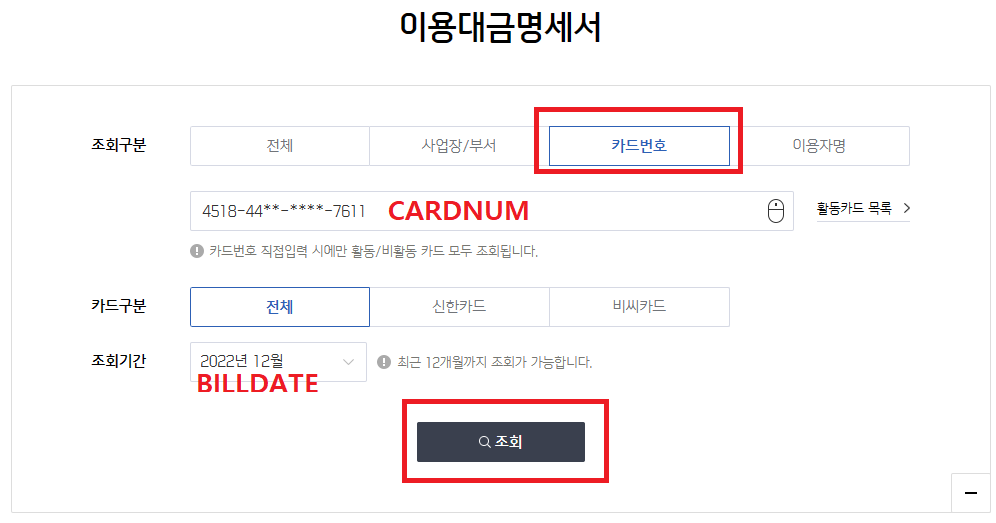 이용대금명세서
조회구분 전체 사업장/부서 카드번호 이용자명
4518-44**-****-7611 CARDNUM 활동카드 목록
카드번호 직접입력 시에만 활동/비활동 카드 모두 조회됩니다.
카드구분 전체 신한카드 비씨카드
조회기간 2022년 12월 최근 12개월까지 조회가 가능합니다.
BILLDATE
조회